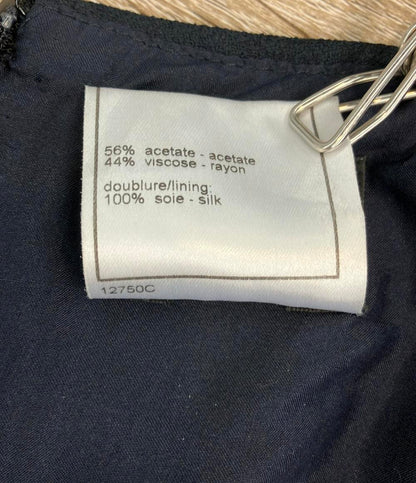 56% acetate - acetate
44% viscose - rayon
doublure/lining:
100% soie - silk
12750C